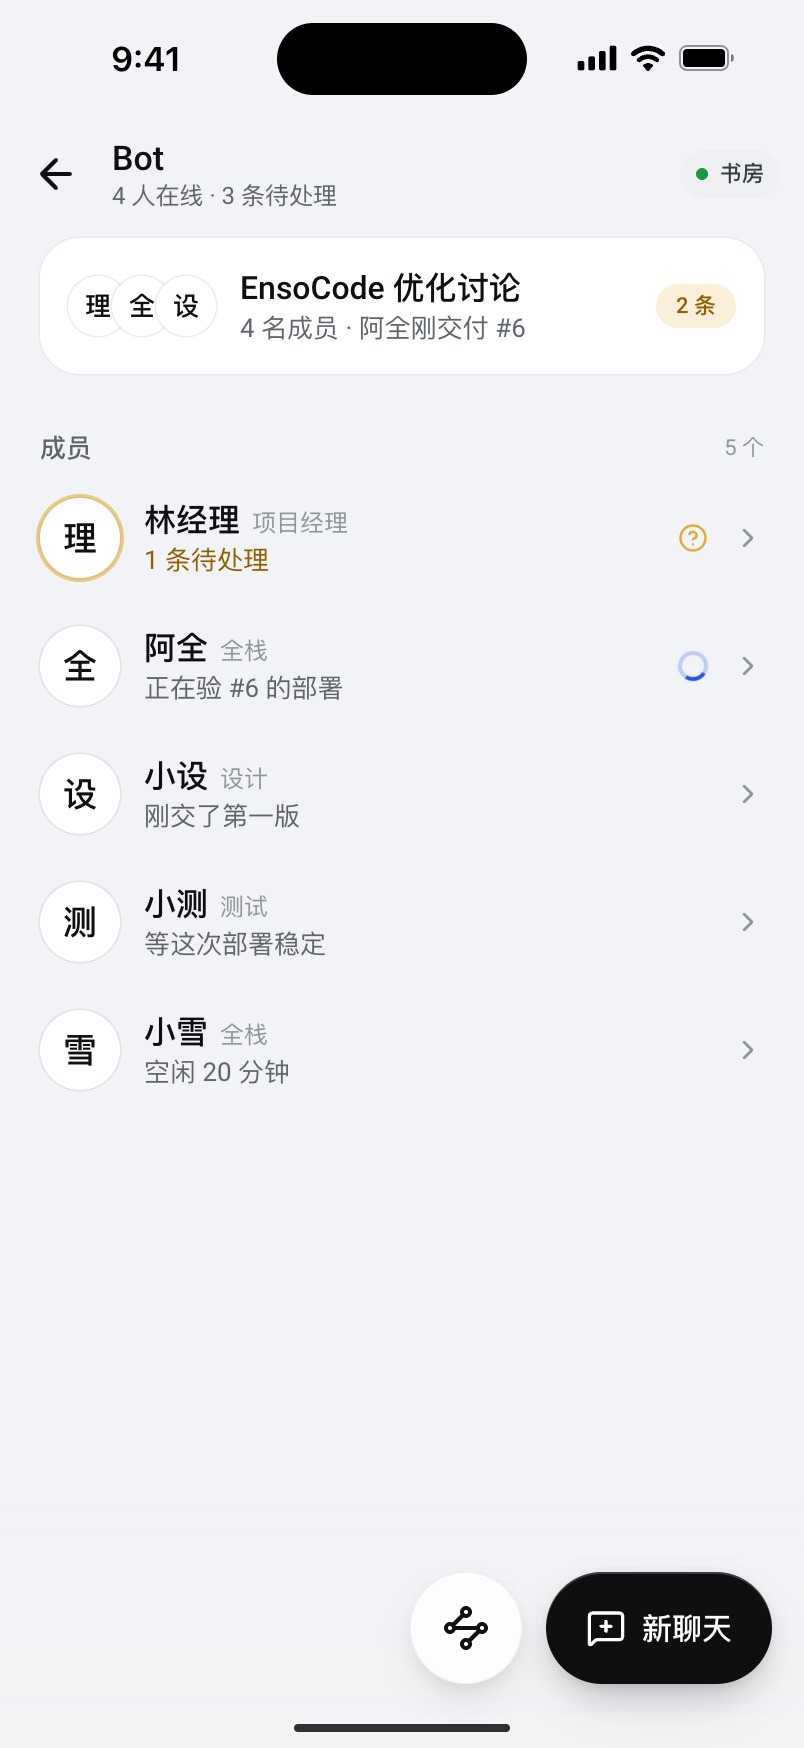 9:41
Bot
4 人在线 · 3 条待处理
书房
理 全 设
EnsoCode 优化讨论
4 名成员 · 阿全刚交付 #6
2 条
成员
5 个
理
林经理 项目经理
1 条待处理
全
阿全 全栈
正在验 #6 的部署
设
小设 设计
刚交了第一版
测
小测 测试
等这次部署稳定
雪
小雪 全栈
空闲 20 分钟
新聊天